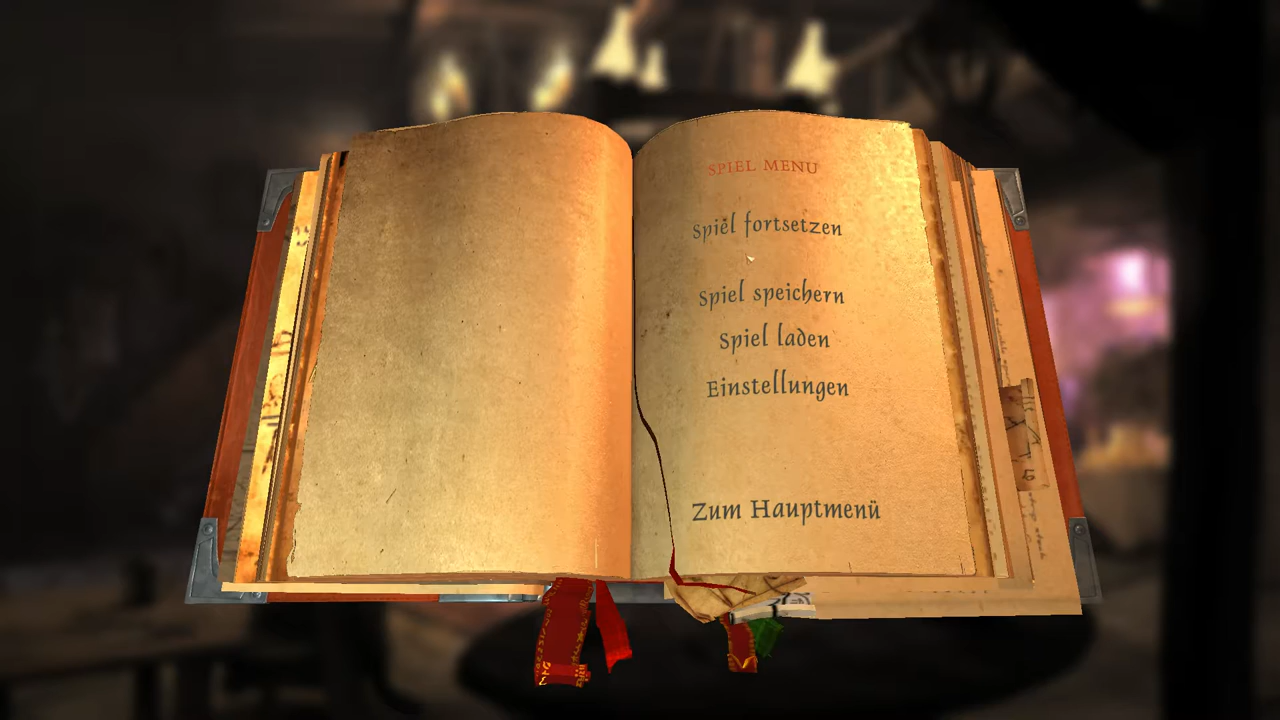 SPIEL MENU
Spiel fortsetzen
Spiel speichern
Spiel laden
Einstellungen
Zum Hauptmenü